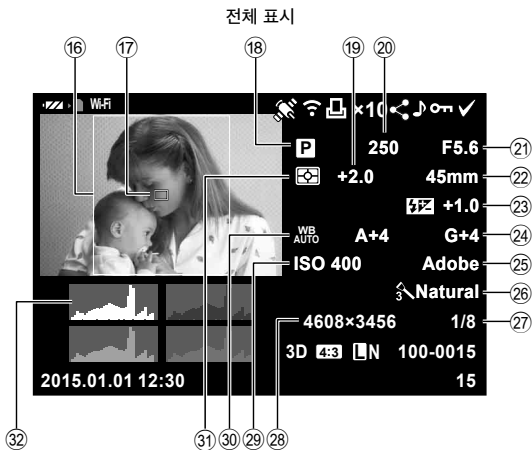 전체 표시
⑯ ⑰ ⑱ ⑲ ⑳
Wi-Fi ×10
P 250 F5.6 ㉑
+2.0 45mm ㉒
+1.0 ㉓
WB AUTO A+4 G+4 ㉔
ISO 400 Adobe ㉕
3 Natural ㉖
4608×3456 1/8 ㉗
3D 4:3 LN 100-0015
2015.01.01 12:30 15
㉜ ㉛ ㉚ ㉙ ㉘